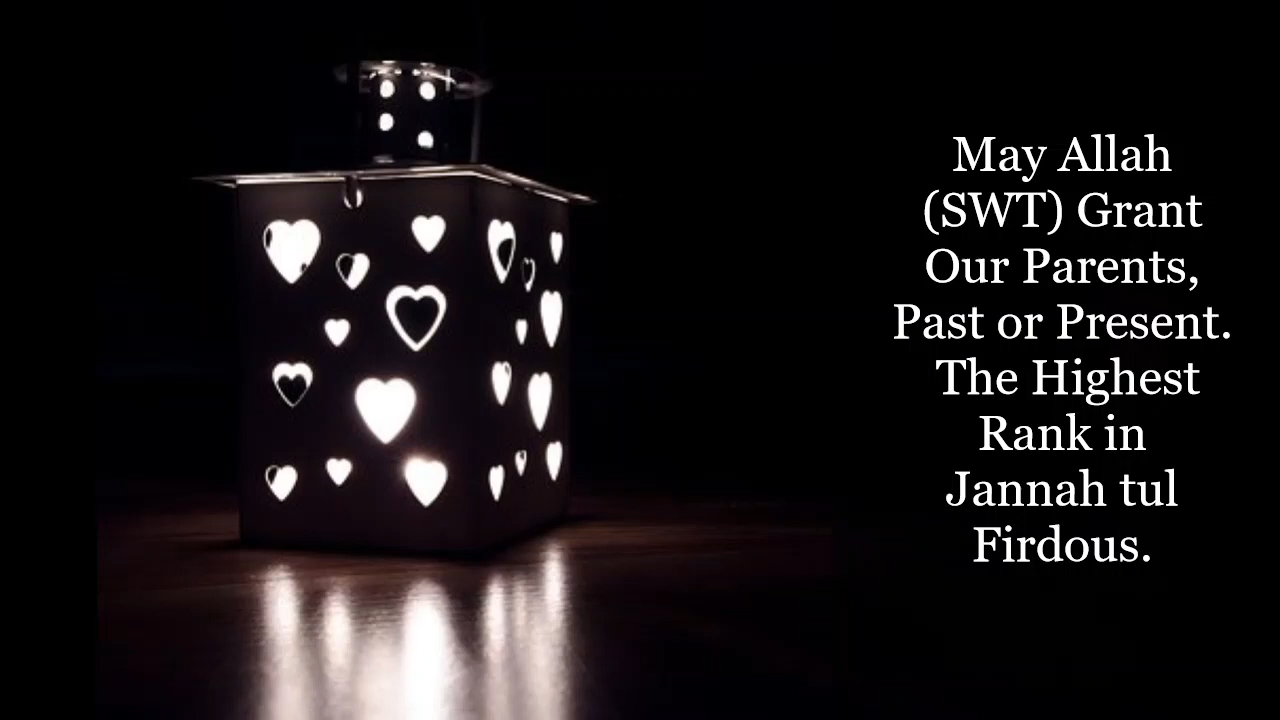 May Allah
(SWT) Grant
Our Parents,
Past or Present.
The Highest
Rank in
Jannah tul
Firdous.